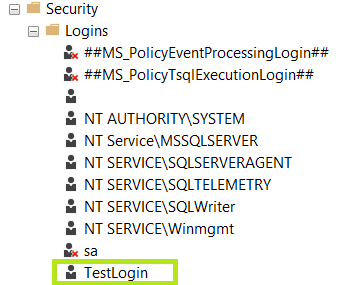 Security
Logins
##MS_PolicyEventProcessingLogin##
##MS_PolicyTsqlExecutionLogin##
NT AUTHORITY\SYSTEM
NT Service\MSSQLSERVER
NT SERVICE\SQLSERVERAGENT
NT SERVICE\SQLTELEMETRY
NT SERVICE\SQLWriter
NT SERVICE\Winmgmt
sa
TestLogin